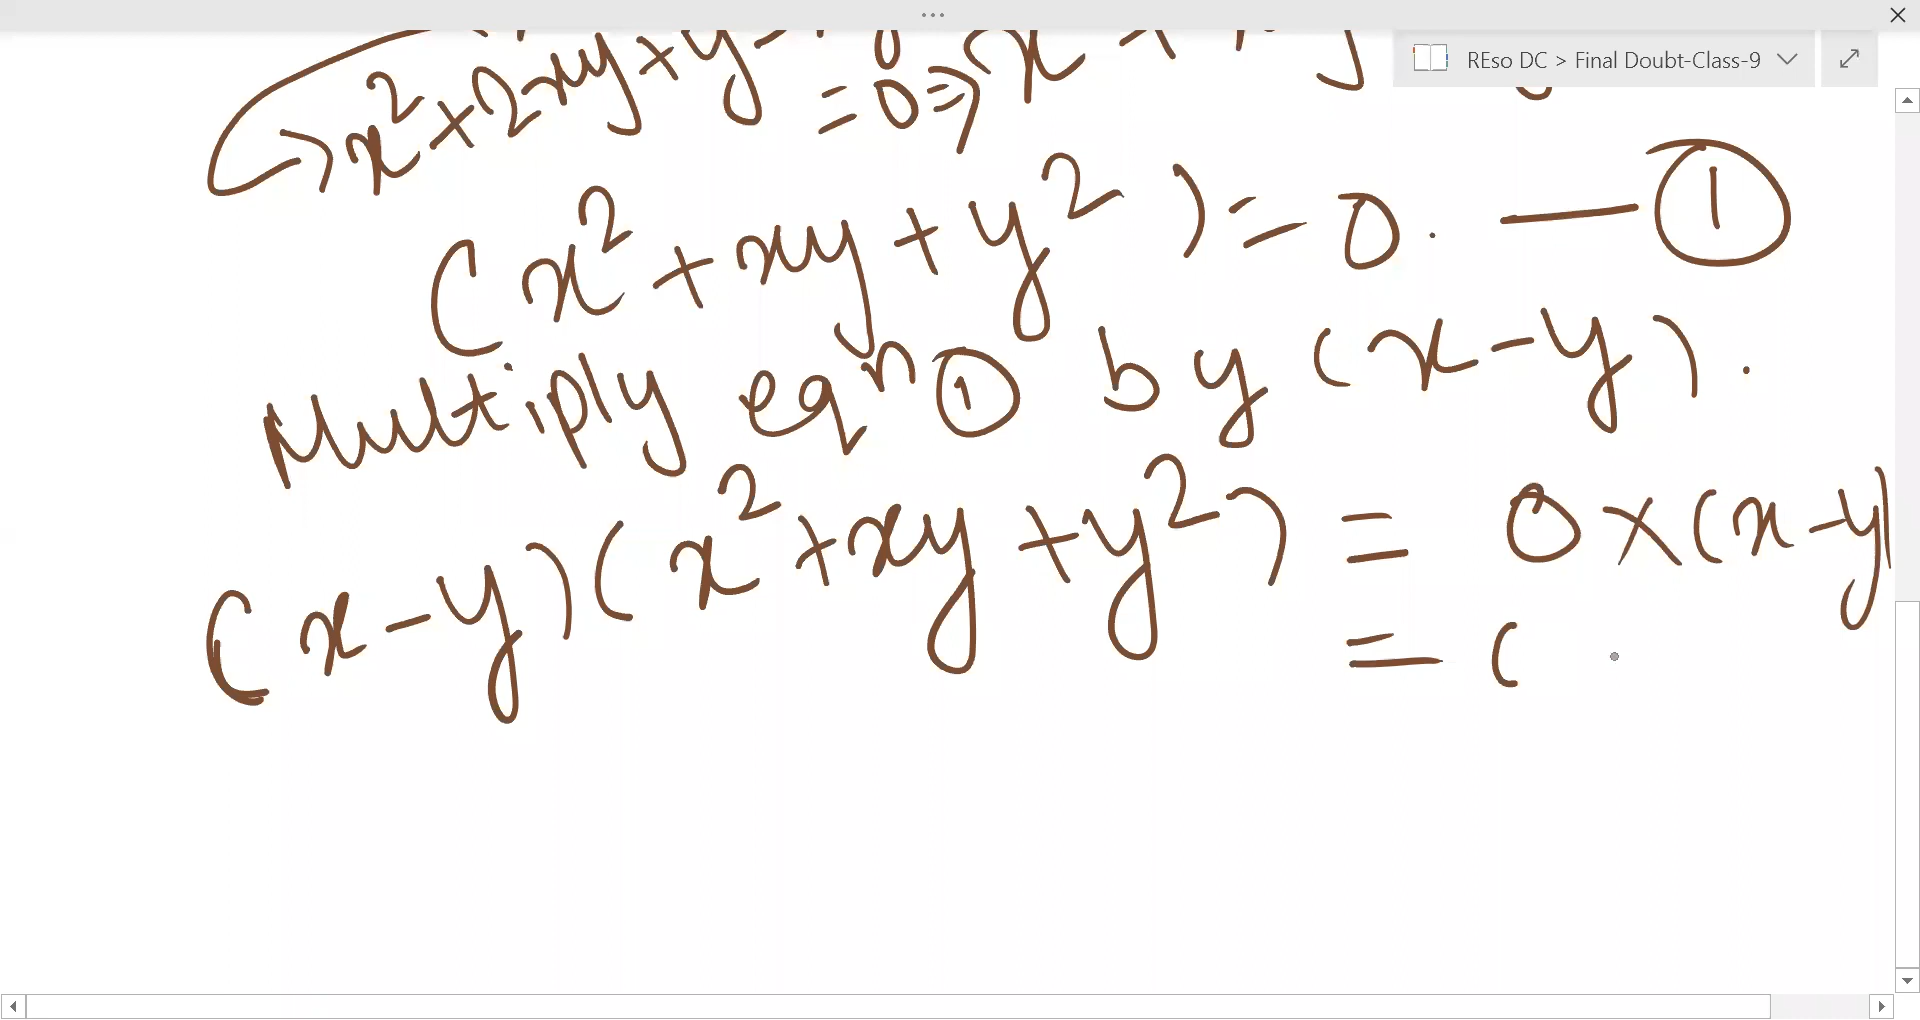 REso DC > Final Doubt-Class-9
→ x² + 2xy + y
= 0 ⇒
(x² + xy + y²) = 0. — ①
Multiply eqⁿ ① by (x - y).
(x - y)(x² + xy + y²) = 0 × (x - y)
= (